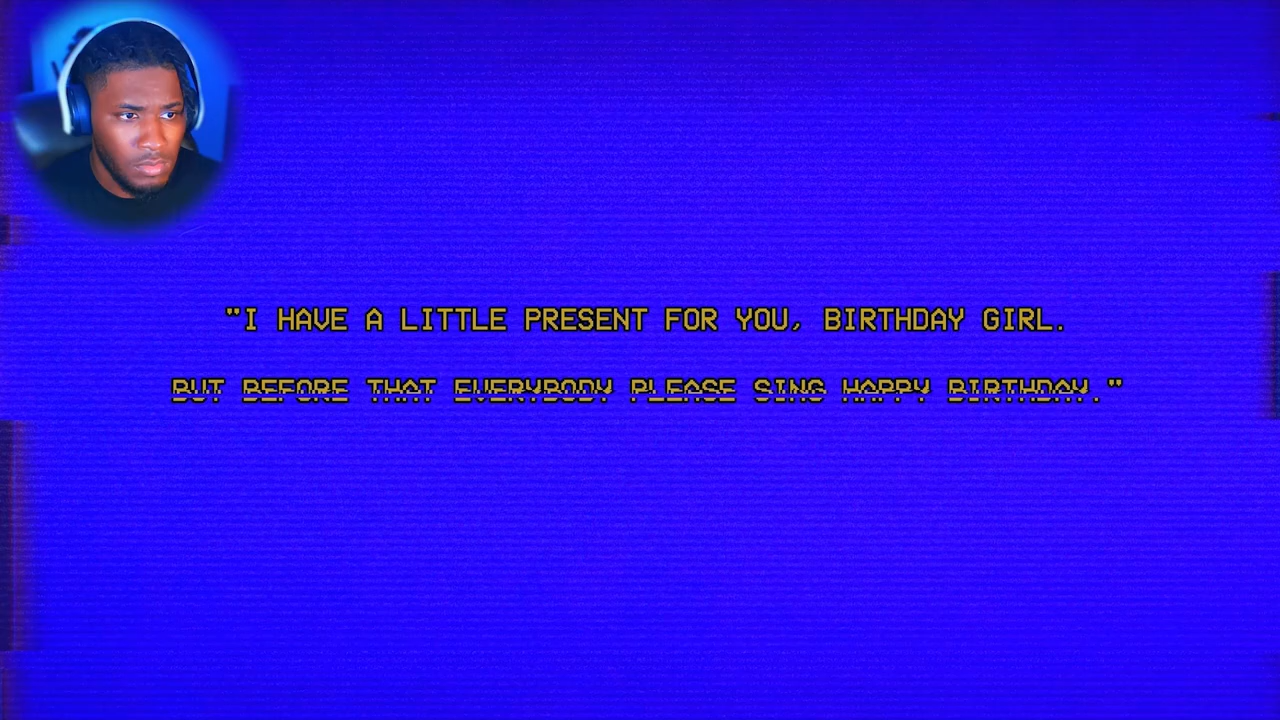 "I HAVE A LITTLE PRESENT FOR YOU, BIRTHDAY GIRL.
BUT BEFORE THAT EVERYBODY PLEASE SING HAPPY BIRTHDAY."